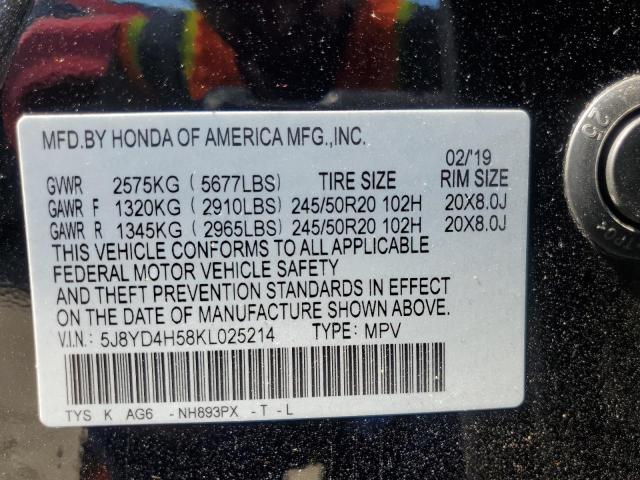 MFD.BY HONDA OF AMERICA MFG.,INC.
02/'19
GVWR 2575KG ( 5677LBS) TIRE SIZE RIM SIZE
GAWR F 1320KG ( 2910LBS) 245/50R20 102H 20X8.0J
GAWR R 1345KG ( 2965LBS) 245/50R20 102H 20X8.0J
THIS VEHICLE CONFORMS TO ALL APPLICABLE
FEDERAL MOTOR VEHICLE SAFETY
AND THEFT PREVENTION STANDARDS IN EFFECT
ON THE DATE OF MANUFACTURE SHOWN ABOVE.
V.I.N.: 5J8YD4H58KL025214 TYPE: MPV
TYS K AG6 -NH893PX -T-L
25